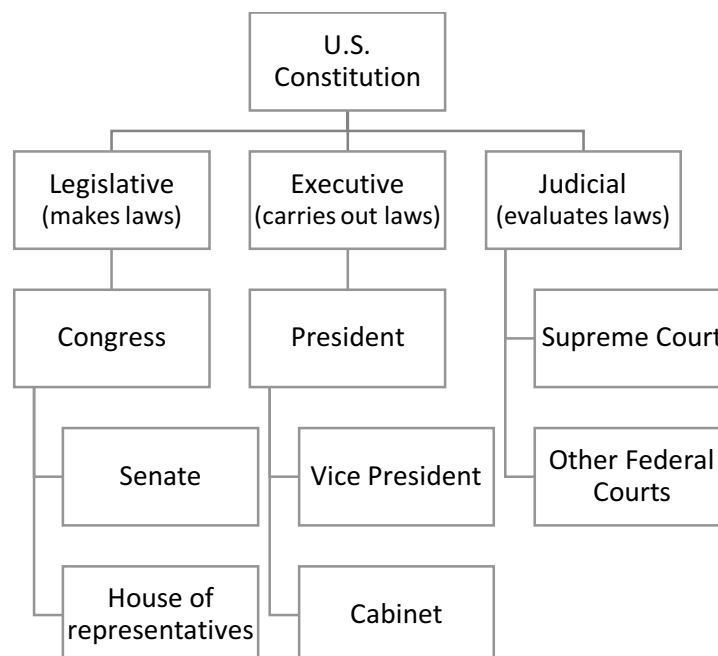 U.S.
Constitution
Legislative
(makes laws)
Executive
(carries out laws)
Judicial
(evaluates laws)
Congress
President
Supreme Court
Senate
Vice President
Other Federal
Courts
House of
representatives
Cabinet